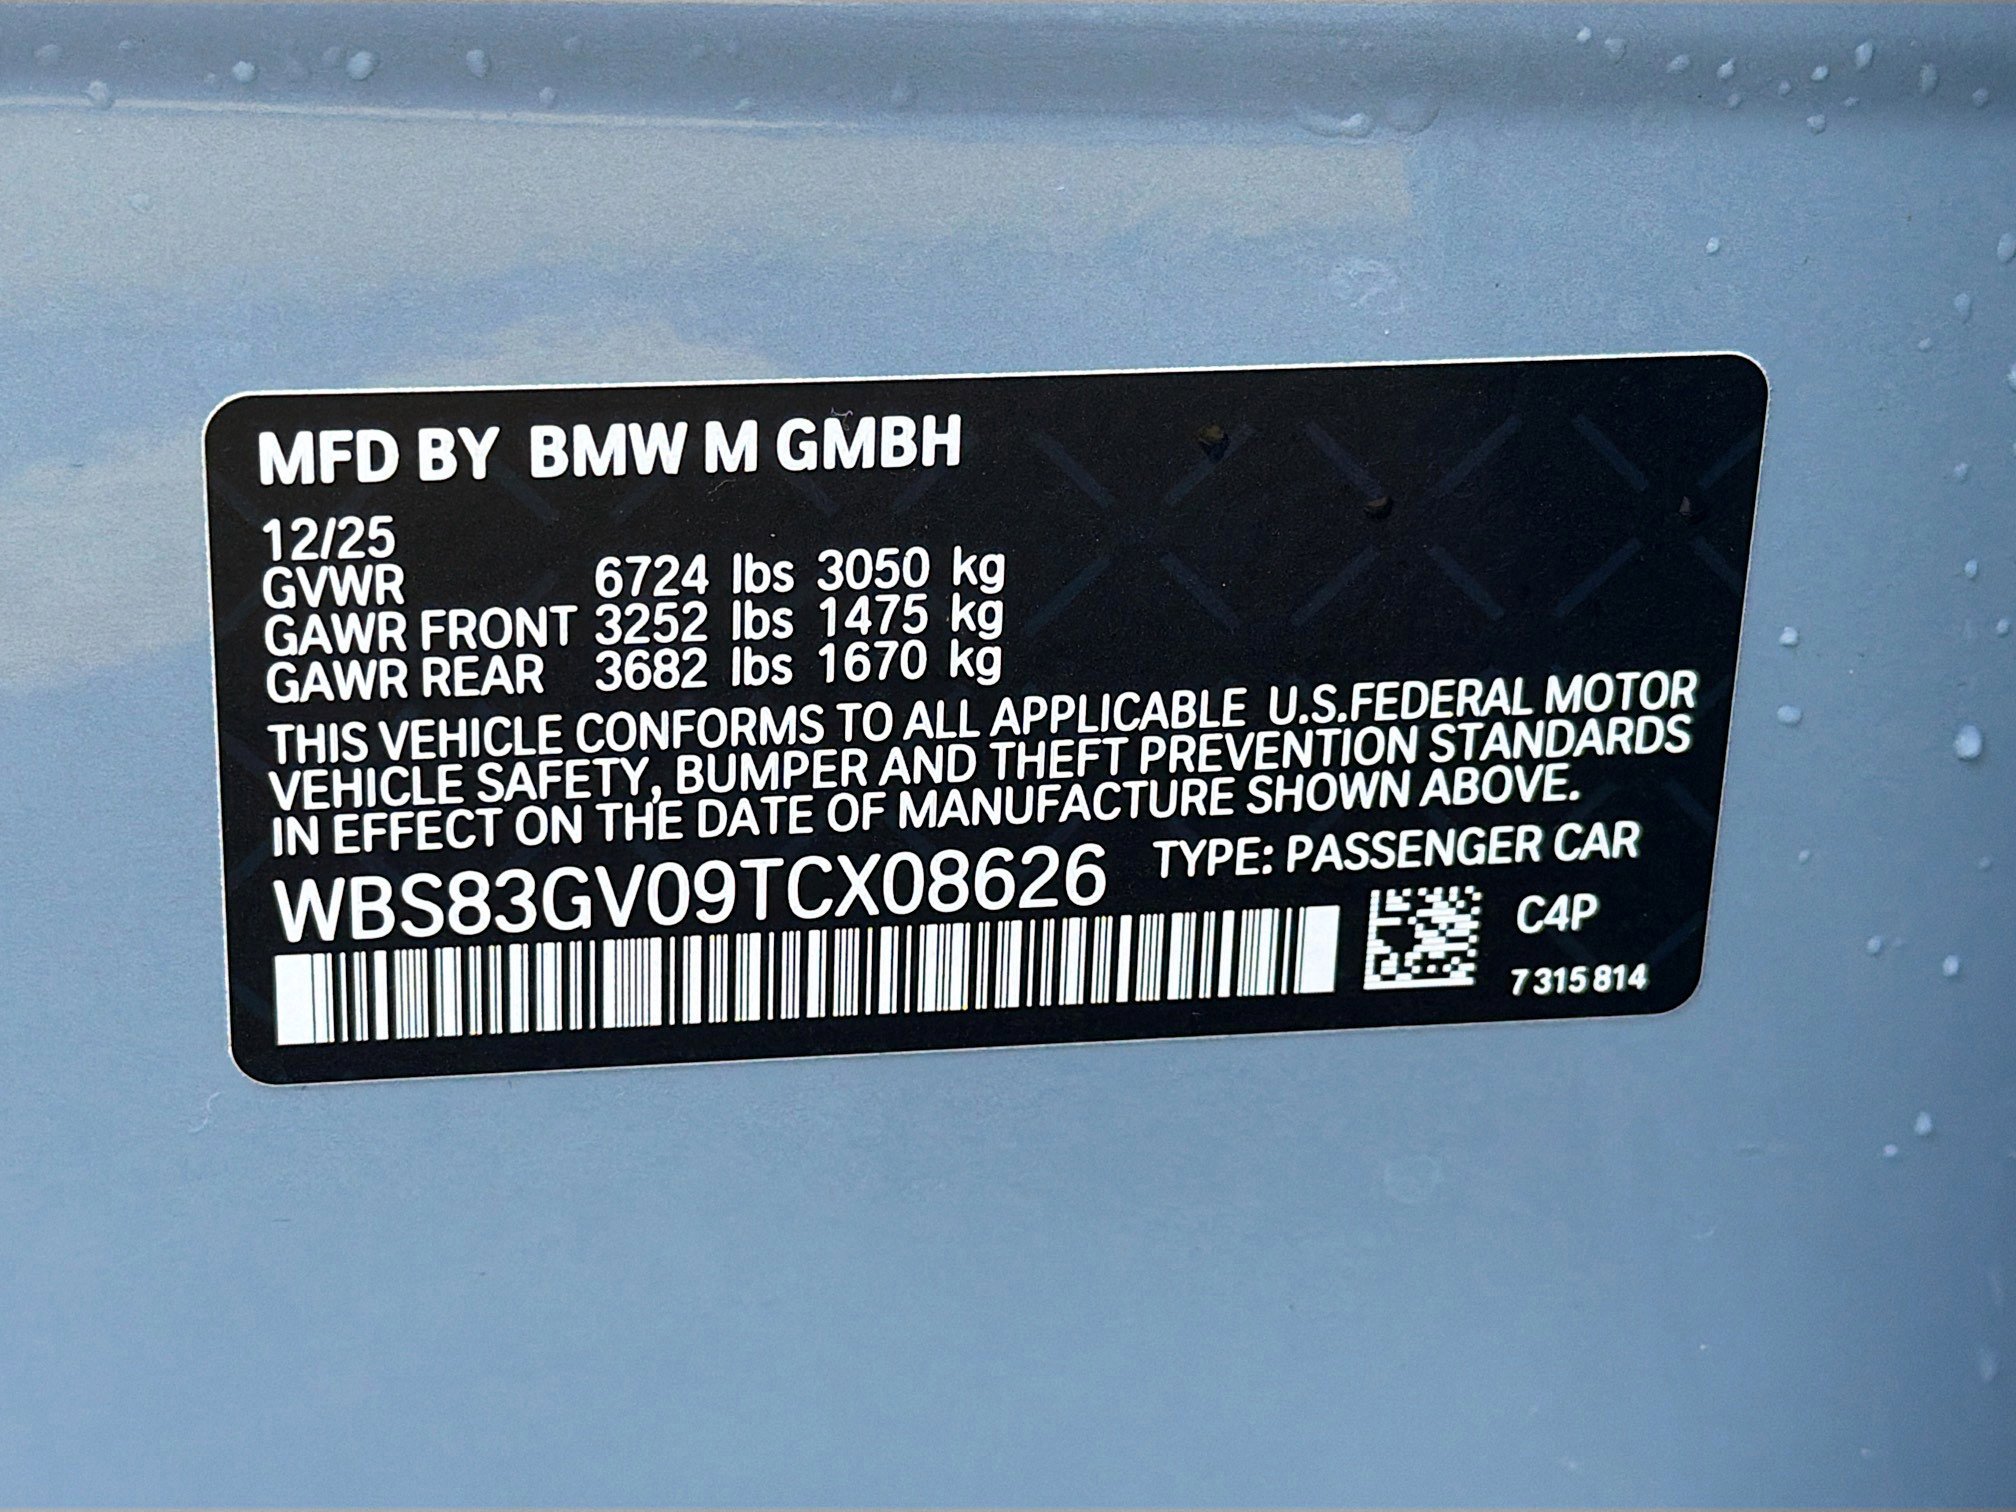 MFD BY BMW M GMBH
12/25
GVWR 6724 lbs 3050 kg
GAWR FRONT 3252 lbs 1475 kg
GAWR REAR 3682 lbs 1670 kg
THIS VEHICLE CONFORMS TO ALL APPLICABLE U.S.FEDERAL MOTOR
VEHICLE SAFETY, BUMPER AND THEFT PREVENTION STANDARDS
IN EFFECT ON THE DATE OF MANUFACTURE SHOWN ABOVE.
WBS83GV09TCX08626 TYPE: PASSENGER CAR
C4P
7 315 814